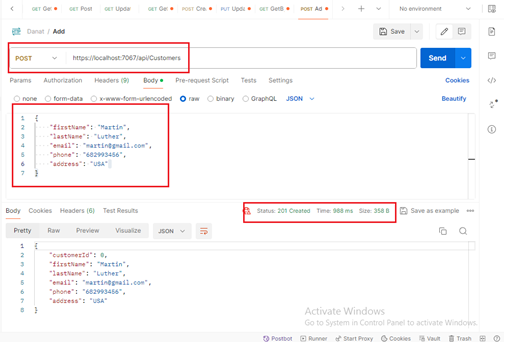 GET Get
GET Post
GET Updat
GET Get
POST Cre
PUT Upda
GET GetB
POST Ad
No environment
Danat / Add
Save
POST
https://localhost:7067/api/Customers
Send
Params Authorization Headers (9) Body Pre-request Script Tests Settings Cookies
none form-data x-www-form-urlencoded raw binary GraphQL JSON Beautify
1 {
2 "firstName": "Martin",
3 "lastName": "Luther",
4 "email": "martin@gmail.com",
5 "phone": "682993456",
6 "address": "USA"
7 }
Body Cookies Headers (6) Test Results Status: 201 Created Time: 988 ms Size: 358 B Save as example
Pretty Raw Preview Visualize JSON
1 {
2 "customerId": 0,
3 "firstName": "Martin",
4 "lastName": "Luther",
5 "email": "martin@gmail.com",
6 "phone": "682993456",
7 "address": "USA"
8 }
Activate Windows
Go to System in Control Panel to activate Windows.
Postbot Runner Start Proxy Cookies Vault Trash